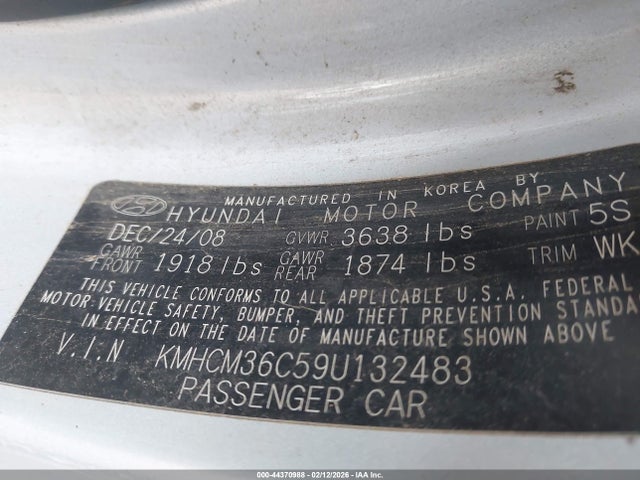 MANUFACTURED IN KOREA BY
HYUNDAI MOTOR COMPANY
DEC/24/08 GVWR 3638 lbs PAINT 5S
GAWR FRONT 1918 lbs GAWR REAR 1874 lbs TRIM WK
THIS VEHICLE CONFORMS TO ALL APPLICABLE U.S.A. FEDERAL
MOTOR-VEHICLE SAFETY, BUMPER, AND THEFT PREVENTION STANDA
IN EFFECT ON THE DATE OF MANUFACTURE SHOWN ABOVE
V.I.N KMHCM36C59U132483
PASSENGER CAR
000-44370988 - 02/12/2026 - IAA Inc.